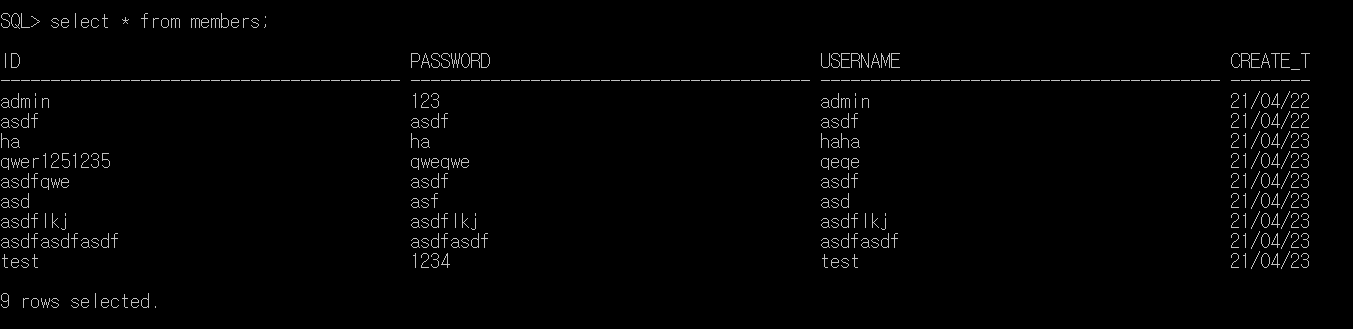 SQL> select * from members;
ID PASSWORD USERNAME CREATE_T
---------------------------------------- ---------------------------------------- ---------------------------------------- --------
admin 123 admin 21/04/22
asdf asdf asdf 21/04/22
ha ha haha 21/04/23
qwer1251235 qweqwe qeqe 21/04/23
asdfqwe asdf asdf 21/04/23
asd asf asd 21/04/23
asdflkj asdflkj asdflkj 21/04/23
asdfasdfasdf asdfasdf asdfasdf 21/04/23
test 1234 test 21/04/23
9 rows selected.